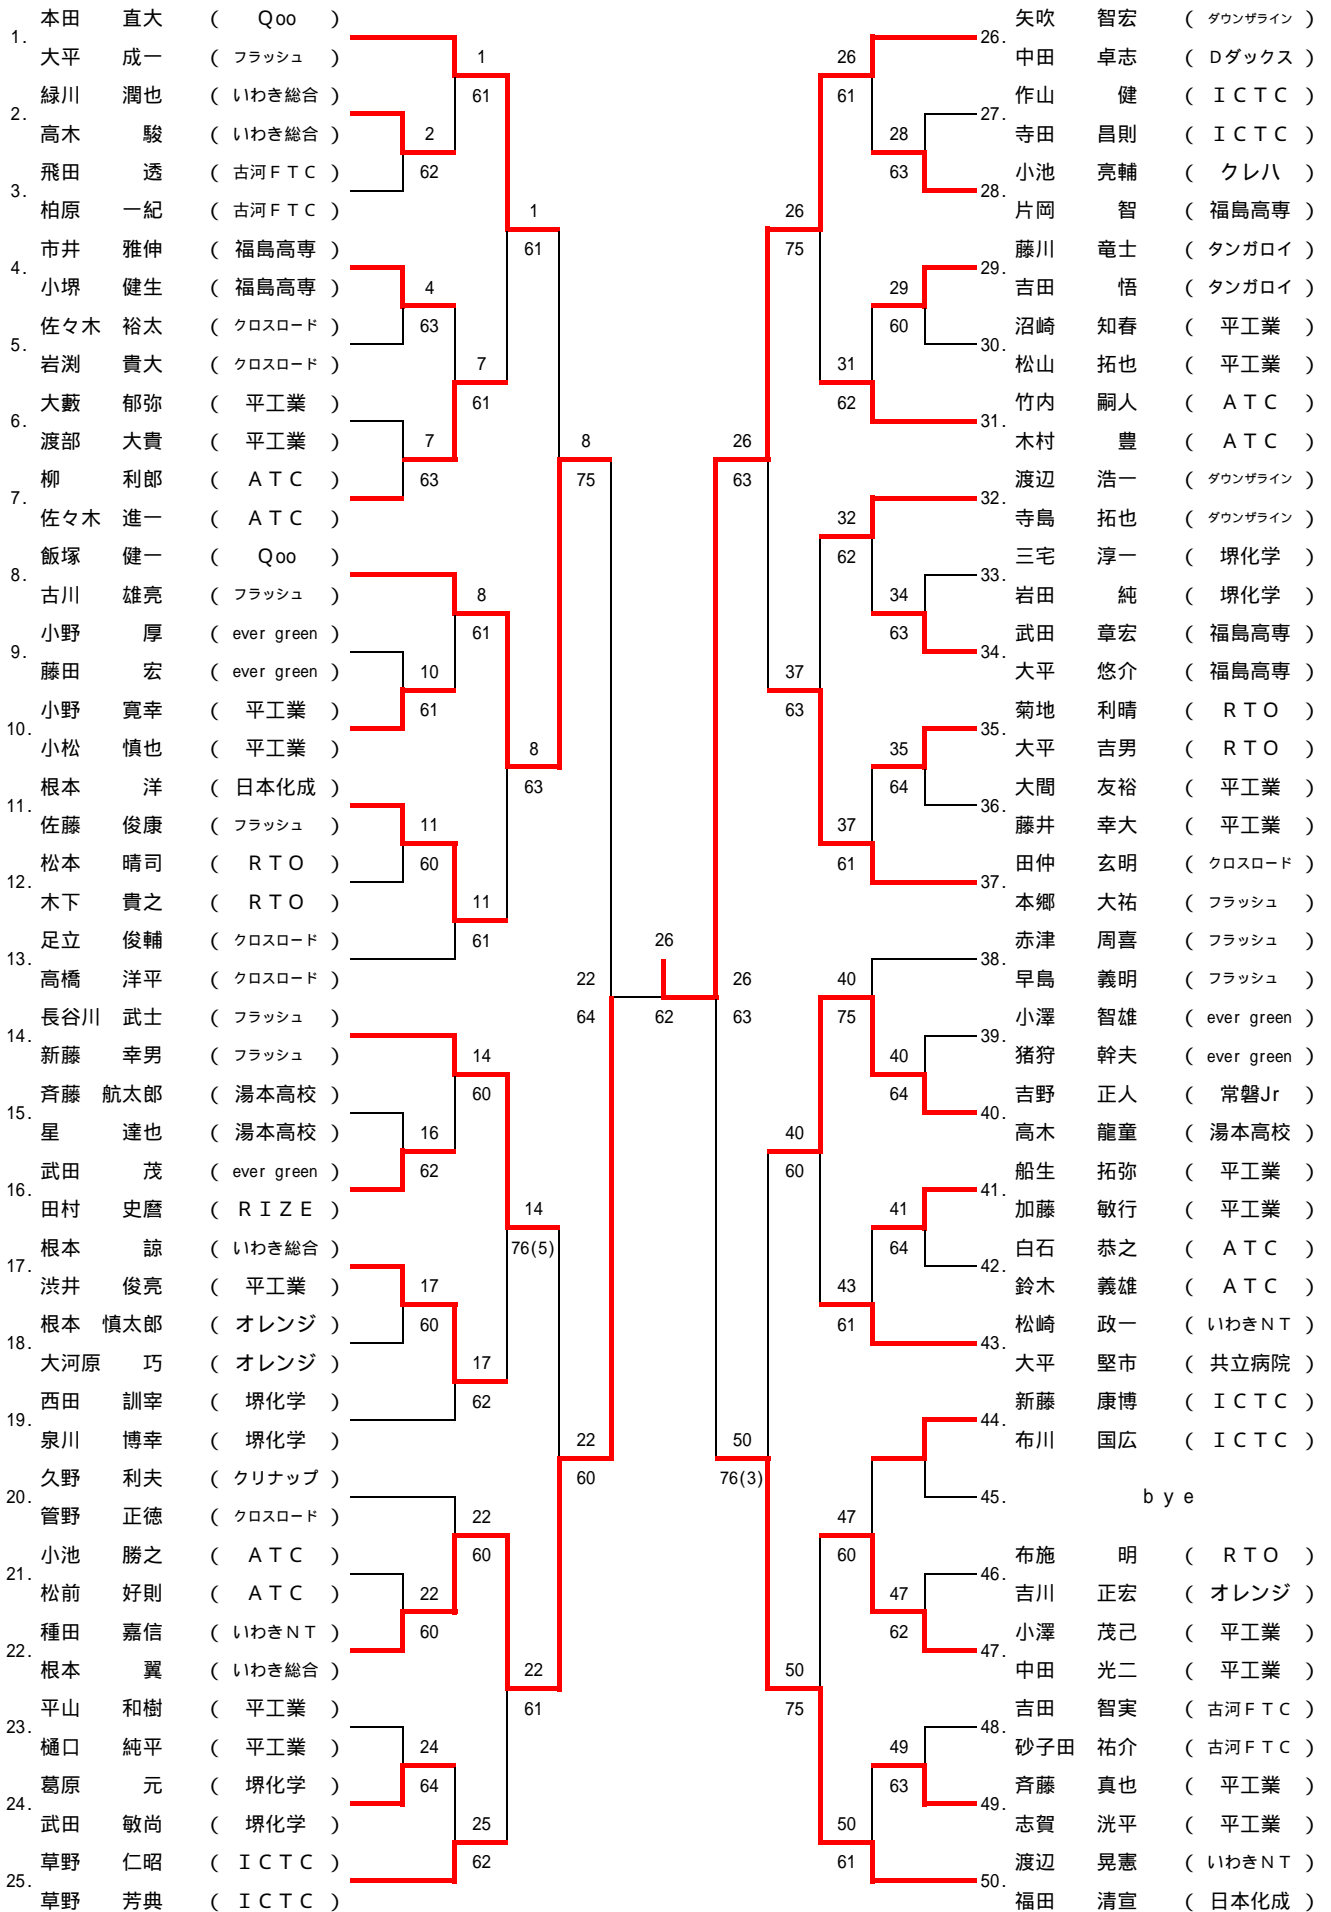 本田 直大 ( Qoo )
1.
大平 成一 ( フラッシュ )
1
緑川 潤也 ( いわき総合 )
61
2.
高木 駿 ( いわき総合 )
2
飛田 透 ( 古河FTC )
62
3.
柏原 一紀 ( 古河FTC )
1
市井 雅伸 ( 福島高専 )
61
4.
小堺 健生 ( 福島高専 )
4
佐々木 裕太 ( クロスロード )
63
5.
岩渕 貴大 ( クロスロード )
7
大藪 郁弥 ( 平工業 )
61
6.
渡部 大貴 ( 平工業 )
7
8
柳 利郎 ( ATC )
63
75
7.
佐々木 進一 ( ATC )
飯塚 健一 ( Qoo )
8.
古川 雄亮 ( フラッシュ )
8
小野 厚 ( ever green )
61
9.
藤田 宏 ( ever green )
10
小野 寛幸 ( 平工業 )
61
10.
小松 慎也 ( 平工業 )
8
根本 洋 ( 日本化成 )
63
11.
佐藤 俊康 ( フラッシュ )
11
松本 晴司 ( RTO )
60
12.
木下 貴之 ( RTO )
11
足立 俊輔 ( クロスロード )
61
13.
高橋 洋平 ( クロスロード )
22
長谷川 武士 ( フラッシュ )
64
14.
新藤 幸男 ( フラッシュ )
14
斉藤 航太郎 ( 湯本高校 )
60
15.
星 達也 ( 湯本高校 )
16
武田 茂 ( ever green )
62
16.
田村 史麿 ( RIZE )
14
根本 諒 ( いわき総合 )
76(5)
17.
渋井 俊亮 ( 平工業 )
17
根本 慎太郎 ( オレンジ )
60
18.
大河原 巧 ( オレンジ )
17
西田 訓宰 ( 堺化学 )
62
19.
泉川 博幸 ( 堺化学 )
22
久野 利夫 ( クリナップ )
60
20.
管野 正徳 ( クロスロード )
22
小池 勝之 ( ATC )
60
21.
松前 好則 ( ATC )
22
種田 嘉信 ( いわきNT )
60
22.
根本 翼 ( いわき総合 )
22
平山 和樹 ( 平工業 )
61
23.
樋口 純平 ( 平工業 )
24
葛原 元 ( 堺化学 )
64
24.
武田 敏尚 ( 堺化学 )
25
草野 仁昭 ( ICTC )
62
25.
草野 芳典 ( ICTC )
26
62
矢吹 智宏 ( ダウンザライン )
26.
26
中田 卓志 ( Dダックス )
61
作山 健 ( ICTC )
27.
28
寺田 昌則 ( ICTC )
63
小池 亮輔 ( クレハ )
28.
26
片岡 智 ( 福島高専 )
75
藤川 竜士 ( タンガロイ )
29.
29
吉田 悟 ( タンガロイ )
60
沼崎 知春 ( 平工業 )
30.
31
松山 拓也 ( 平工業 )
62
竹内 嗣人 ( ATC )
31.
26
木村 豊 ( ATC )
63
渡辺 浩一 ( ダウンザライン )
32.
32
寺島 拓也 ( ダウンザライン )
62
三宅 淳一 ( 堺化学 )
33.
34
岩田 純 ( 堺化学 )
63
武田 章宏 ( 福島高専 )
34.
37
大平 悠介 ( 福島高専 )
63
菊地 利晴 ( RTO )
35.
35
大平 吉男 ( RTO )
64
大間 友裕 ( 平工業 )
36.
37
藤井 幸大 ( 平工業 )
61
田仲 玄明 ( クロスロード )
37.
本郷 大祐 ( フラッシュ )
赤津 周喜 ( フラッシュ )
38.
26
40
早島 義明 ( フラッシュ )
63
75
小澤 智雄 ( ever green )
39.
40
猪狩 幹夫 ( ever green )
64
吉野 正人 ( 常磐Jr )
40.
40
高木 龍童 ( 湯本高校 )
60
船生 拓弥 ( 平工業 )
41.
41
加藤 敏行 ( 平工業 )
64
白石 恭之 ( ATC )
42.
43
鈴木 義雄 ( ATC )
61
松崎 政一 ( いわきNT )
43.
大平 堅市 ( 共立病院 )
新藤 康博 ( ICTC )
44.
50
布川 国広 ( ICTC )
76(3)
45.
bye
47
60
布施 明 ( RTO )
46.
47
吉川 正宏 ( オレンジ )
62
小澤 茂己 ( 平工業 )
47.
50
中田 光二 ( 平工業 )
75
吉田 智実 ( 古河FTC )
48.
49
砂子田 祐介 ( 古河FTC )
63
斉藤 真也 ( 平工業 )
49.
50
志賀 洸平 ( 平工業 )
61
渡辺 晃憲 ( いわきNT )
50.
福田 清宣 ( 日本化成 )